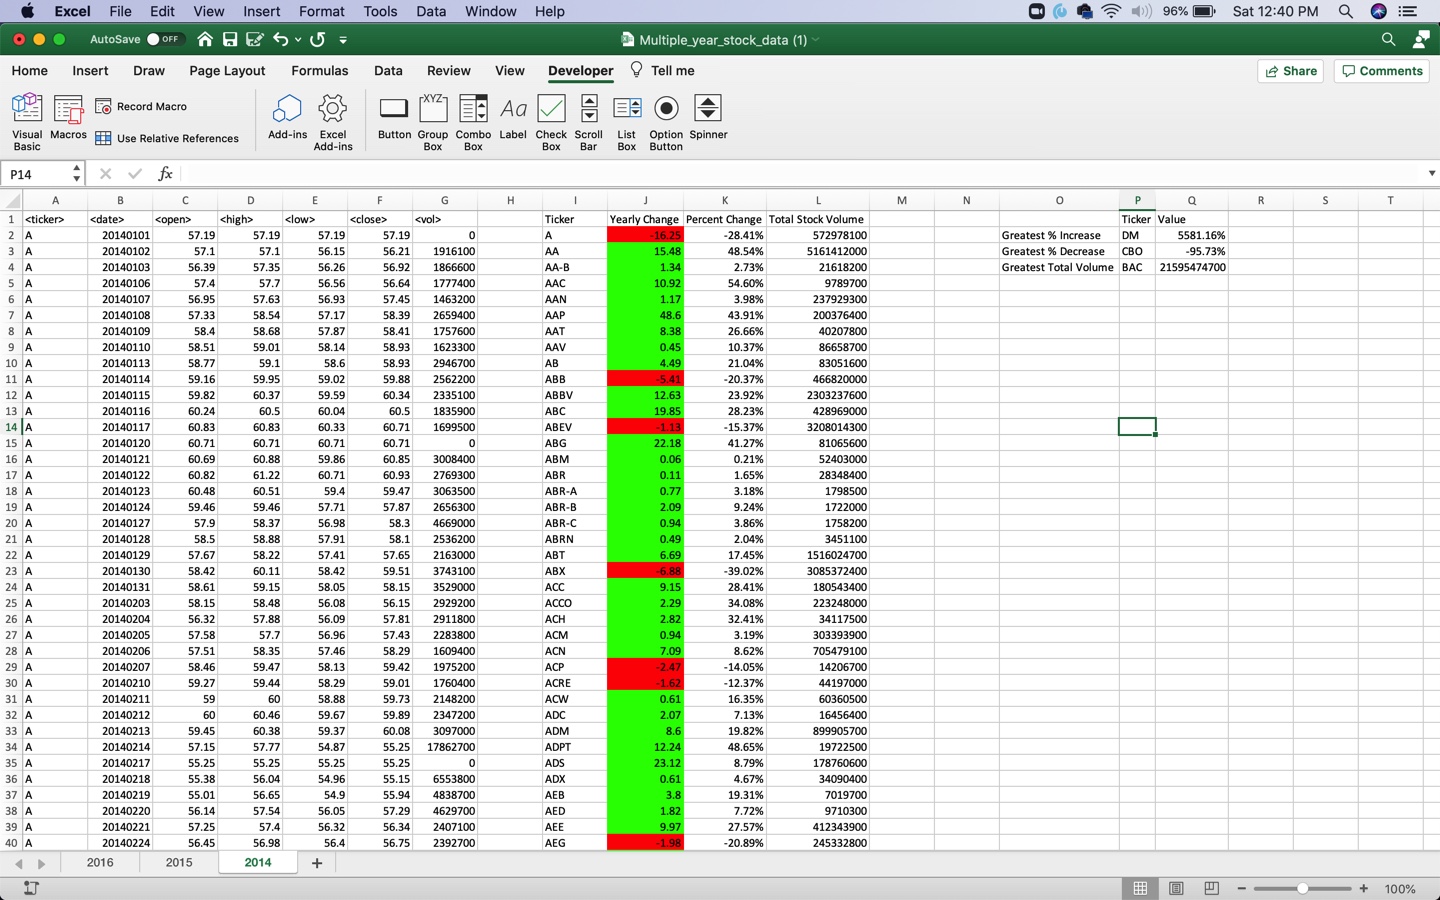 Excel File Edit View Insert Format Tools Data Window Help 96% Sat 12:40 PM
AutoSave OFF Multiple_year_stock_data (1)
Home Insert Draw Page Layout Formulas Data Review View Developer Tell me Share Comments
Visual Basic Macros Record Macro Use Relative References Add-ins Excel Add-ins Button XYZ Group Box Combo Box Aa Label Check Box Scroll Bar List Box Option Button Spinner
P14 fx
A B C D E F G H I J K L M N O P Q R S T
1 <ticker> <date> <open> <high> <low> <close> <vol> Ticker Yearly Change Percent Change Total Stock Volume Ticker Value
2 A 20140101 57.19 57.19 57.19 57.19 0 A -16.25 -28.41% 572978100 Greatest % Increase DM 5581.16%
3 A 20140102 57.1 57.1 56.15 56.21 1916100 AA 15.48 48.54% 5161412000 Greatest % Decrease CBO -95.73%
4 A 20140103 56.39 57.35 56.26 56.92 1866600 AA-B 1.34 2.73% 21618200 Greatest Total Volume BAC 21595474700
5 A 20140106 57.4 57.7 56.56 56.64 1777400 AAC 10.92 54.60% 9789700
6 A 20140107 56.95 57.63 56.93 57.45 1463200 AAN 1.17 3.98% 237929300
7 A 20140108 57.33 58.54 57.17 58.39 2659400 AAP 48.6 43.91% 200376400
8 A 20140109 58.4 58.68 57.87 58.41 1757600 AAT 8.38 26.66% 40207800
9 A 20140110 58.51 59.01 58.14 58.93 1623300 AAV 0.45 10.37% 86658700
10 A 20140113 58.77 59.1 58.6 58.93 2946700 AB 4.49 21.04% 83051600
11 A 20140114 59.16 59.95 59.02 59.88 2562200 ABB -5.41 -20.37% 466820000
12 A 20140115 59.82 60.37 59.59 60.34 2335100 ABBV 12.63 23.92% 2303237600
13 A 20140116 60.24 60.5 60.04 60.5 1835900 ABC 19.85 28.23% 428969000
14 A 20140117 60.83 60.83 60.33 60.71 1699500 ABEV -1.13 -15.37% 3208014300
15 A 20140120 60.71 60.71 60.71 60.71 0 ABG 22.18 41.27% 81065600
16 A 20140121 60.69 60.88 59.86 60.85 3008400 ABM 0.06 0.21% 52403000
17 A 20140122 60.82 61.22 60.71 60.93 2769300 ABR 0.11 1.65% 28348400
18 A 20140123 60.48 60.51 59.4 59.47 3063500 ABR-A 0.77 3.18% 1798500
19 A 20140124 59.46 59.46 57.71 57.87 2656300 ABR-B 2.09 9.24% 1722000
20 A 20140127 57.9 58.37 56.98 58.3 4669000 ABR-C 0.94 3.86% 1758200
21 A 20140128 58.5 58.88 57.91 58.1 2536200 ABRN 0.49 2.04% 3451100
22 A 20140129 57.67 58.22 57.41 57.65 2163000 ABT 6.69 17.45% 1516024700
23 A 20140130 58.42 60.11 58.42 59.51 3743100 ABX -6.88 -39.02% 3085372400
24 A 20140131 58.61 59.15 58.05 58.15 3529000 ACC 9.15 28.41% 180543400
25 A 20140203 58.15 58.48 56.08 56.15 2929200 ACCO 2.29 34.08% 223248000
26 A 20140204 56.32 57.88 56.09 57.81 2911800 ACH 2.82 32.41% 34117500
27 A 20140205 57.58 57.7 56.96 57.43 2283800 ACM 0.94 3.19% 303393900
28 A 20140206 57.51 58.35 57.46 58.29 1609400 ACN 7.09 8.62% 705479100
29 A 20140207 58.46 59.47 58.13 59.42 1975200 ACP -2.47 -14.05% 14206700
30 A 20140210 59.27 59.44 58.29 59.01 1760400 ACRE -1.62 -12.37% 44197000
31 A 20140211 59 60 58.88 59.73 2148200 ACW 0.61 16.35% 60360500
32 A 20140212 60 60.46 59.67 59.89 2347200 ADC 2.07 7.13% 16456400
33 A 20140213 59.45 60.38 59.37 60.08 3097000 ADM 8.6 19.82% 899905700
34 A 20140214 57.15 57.77 54.87 55.25 17862700 ADPT 12.24 48.65% 19722500
35 A 20140217 55.25 55.25 55.25 55.25 0 ADS 23.12 8.79% 178760600
36 A 20140218 55.38 56.04 54.96 55.15 6553800 ADX 0.61 4.67% 34090400
37 A 20140219 55.01 56.65 54.9 55.94 4838700 AEB 3.8 19.31% 7019700
38 A 20140220 56.14 57.54 56.05 57.29 4629700 AED 1.82 7.72% 9710300
39 A 20140221 57.25 57.4 56.32 56.34 2407100 AEE 9.97 27.57% 412343900
40 A 20140224 56.45 56.98 56.4 56.75 2392700 AEG -1.98 -20.89% 245332800
2016 2015 2014 +
100%